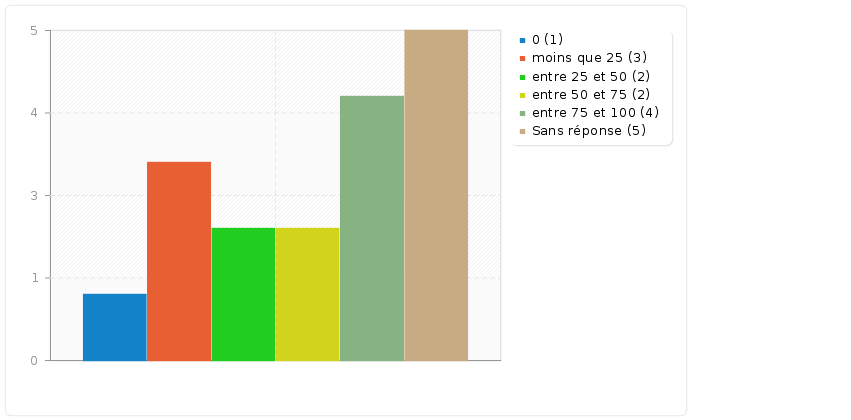 5
4
3
1
0
0 (1)
moins que 25 (3)
entre 25 et 50 (2)
entre 50 et 75 (2)
entre 75 et 100 (4)
Sans réponse (5)